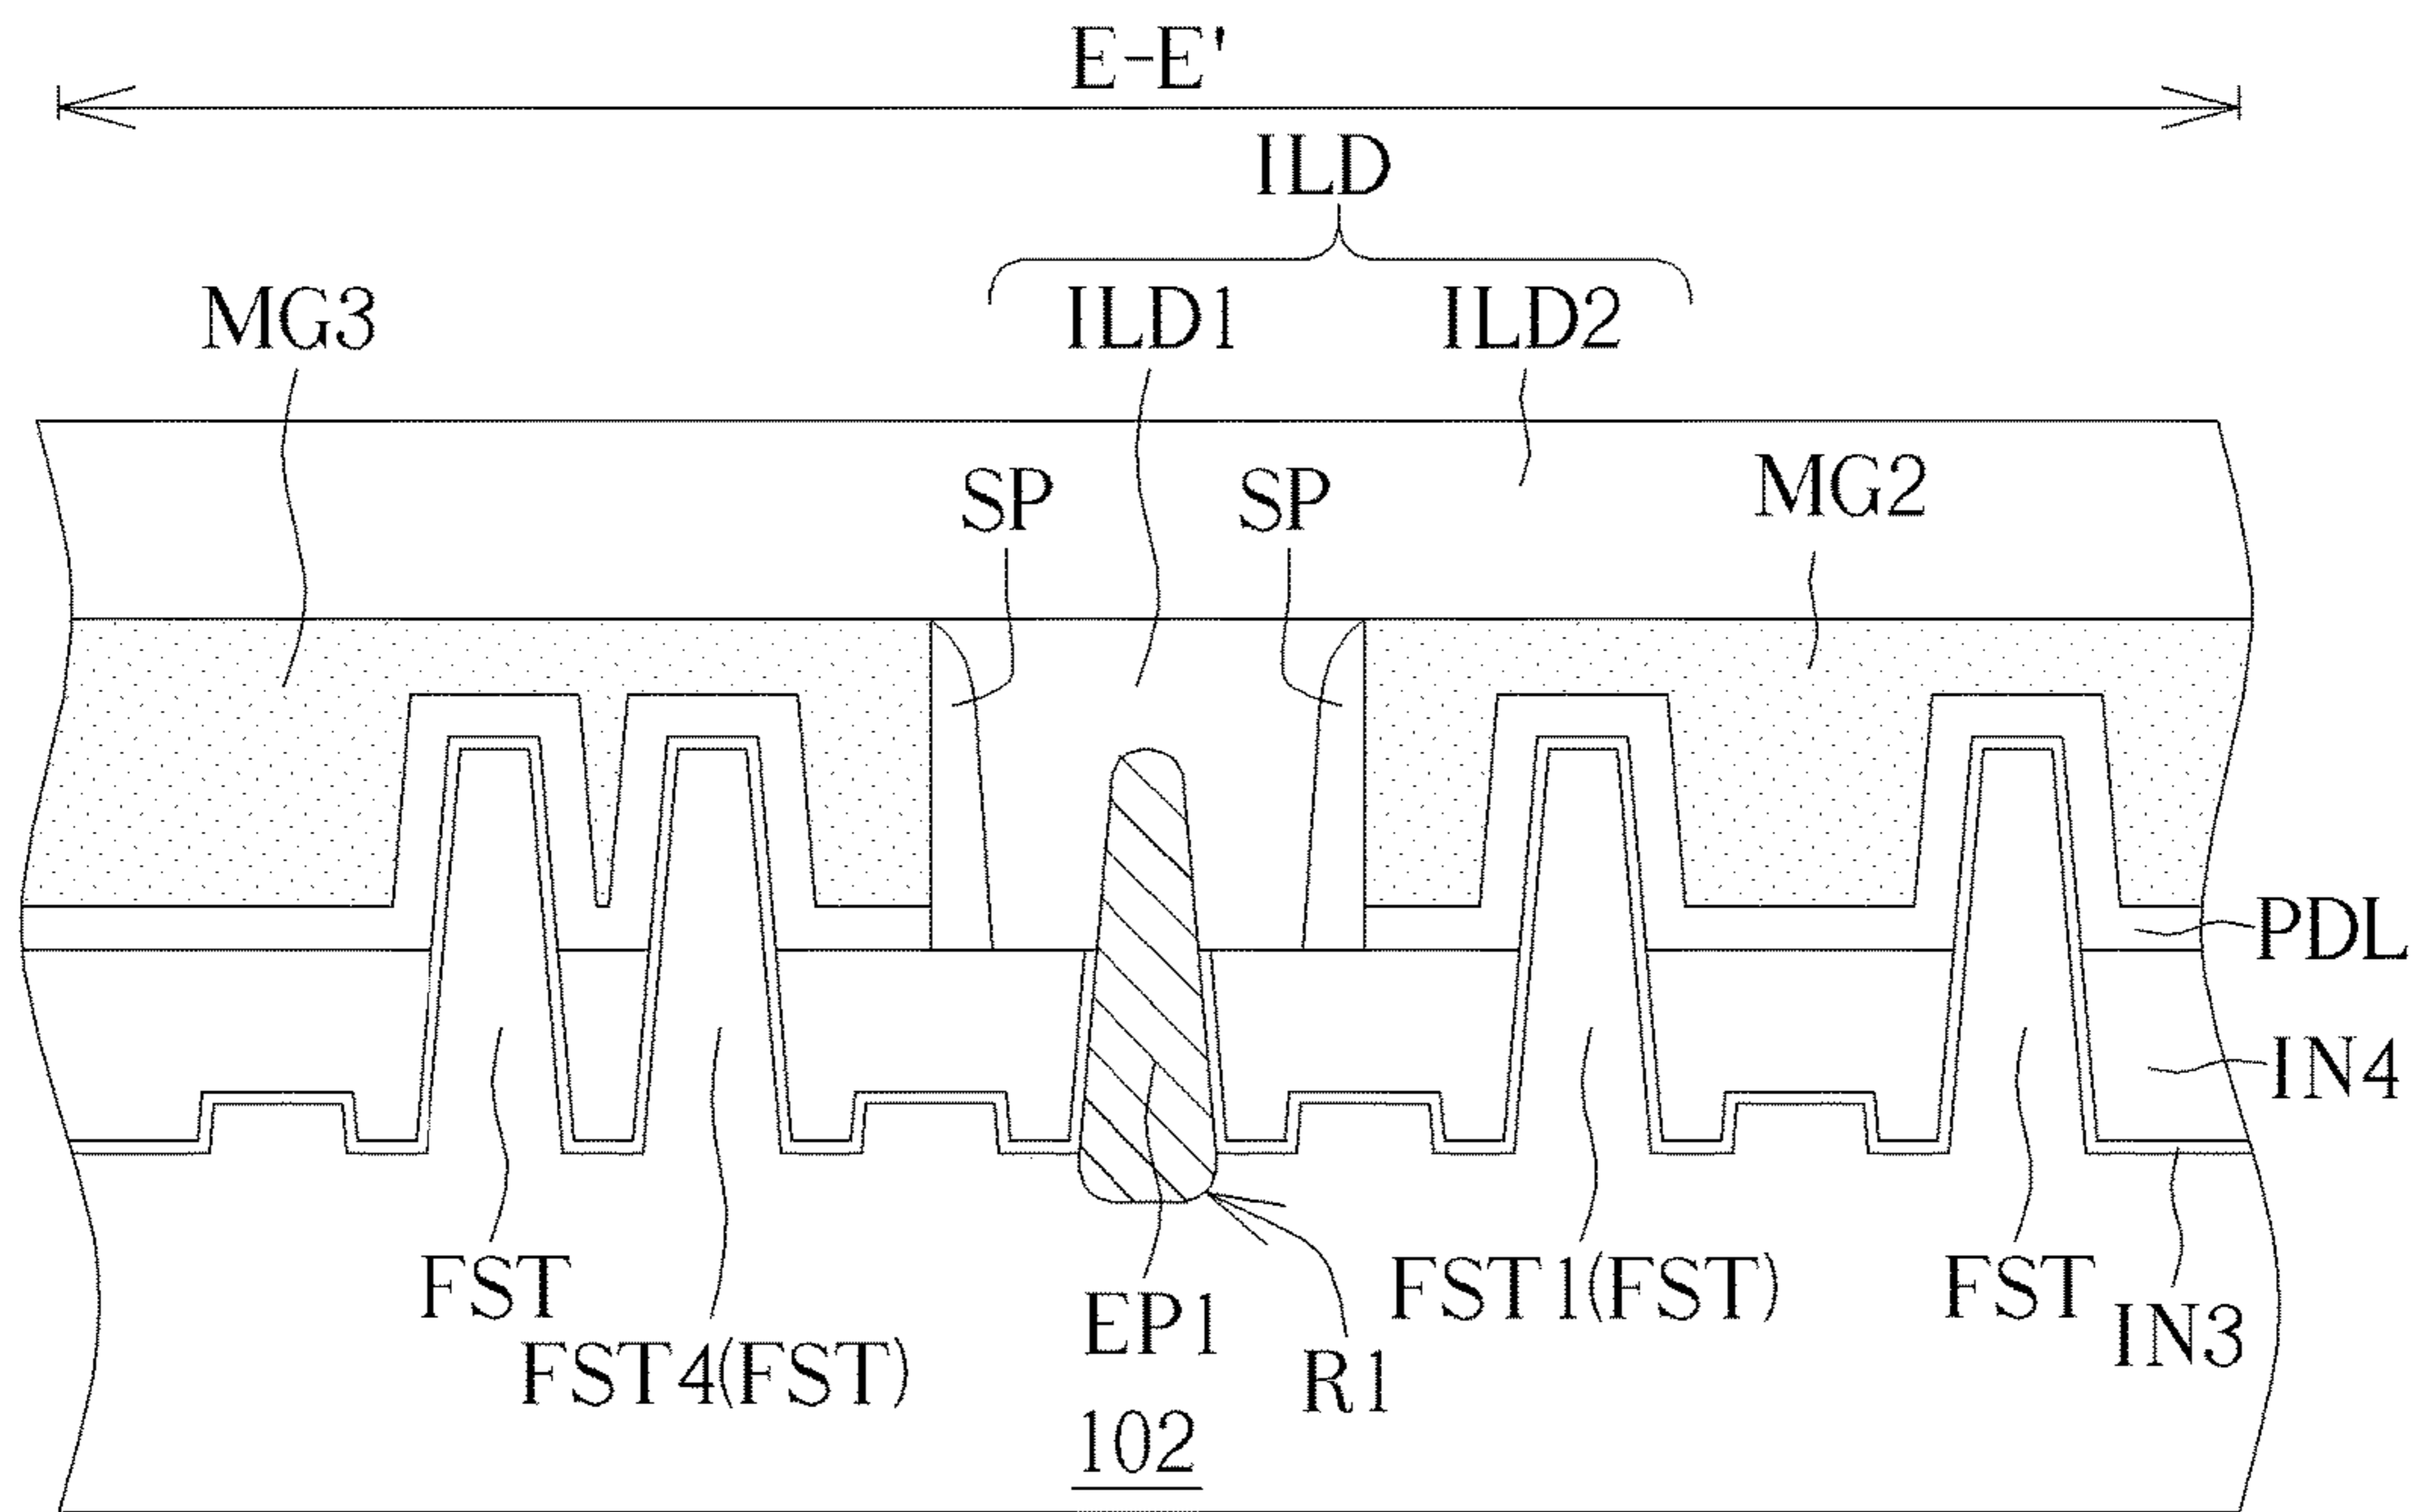 E-E'
ILD
MG3 ILD1 ILD2
SP SP MG2
PDL
IN4
FST EP1 FST1(FST) FST IN3
FST4(FST) R1
102